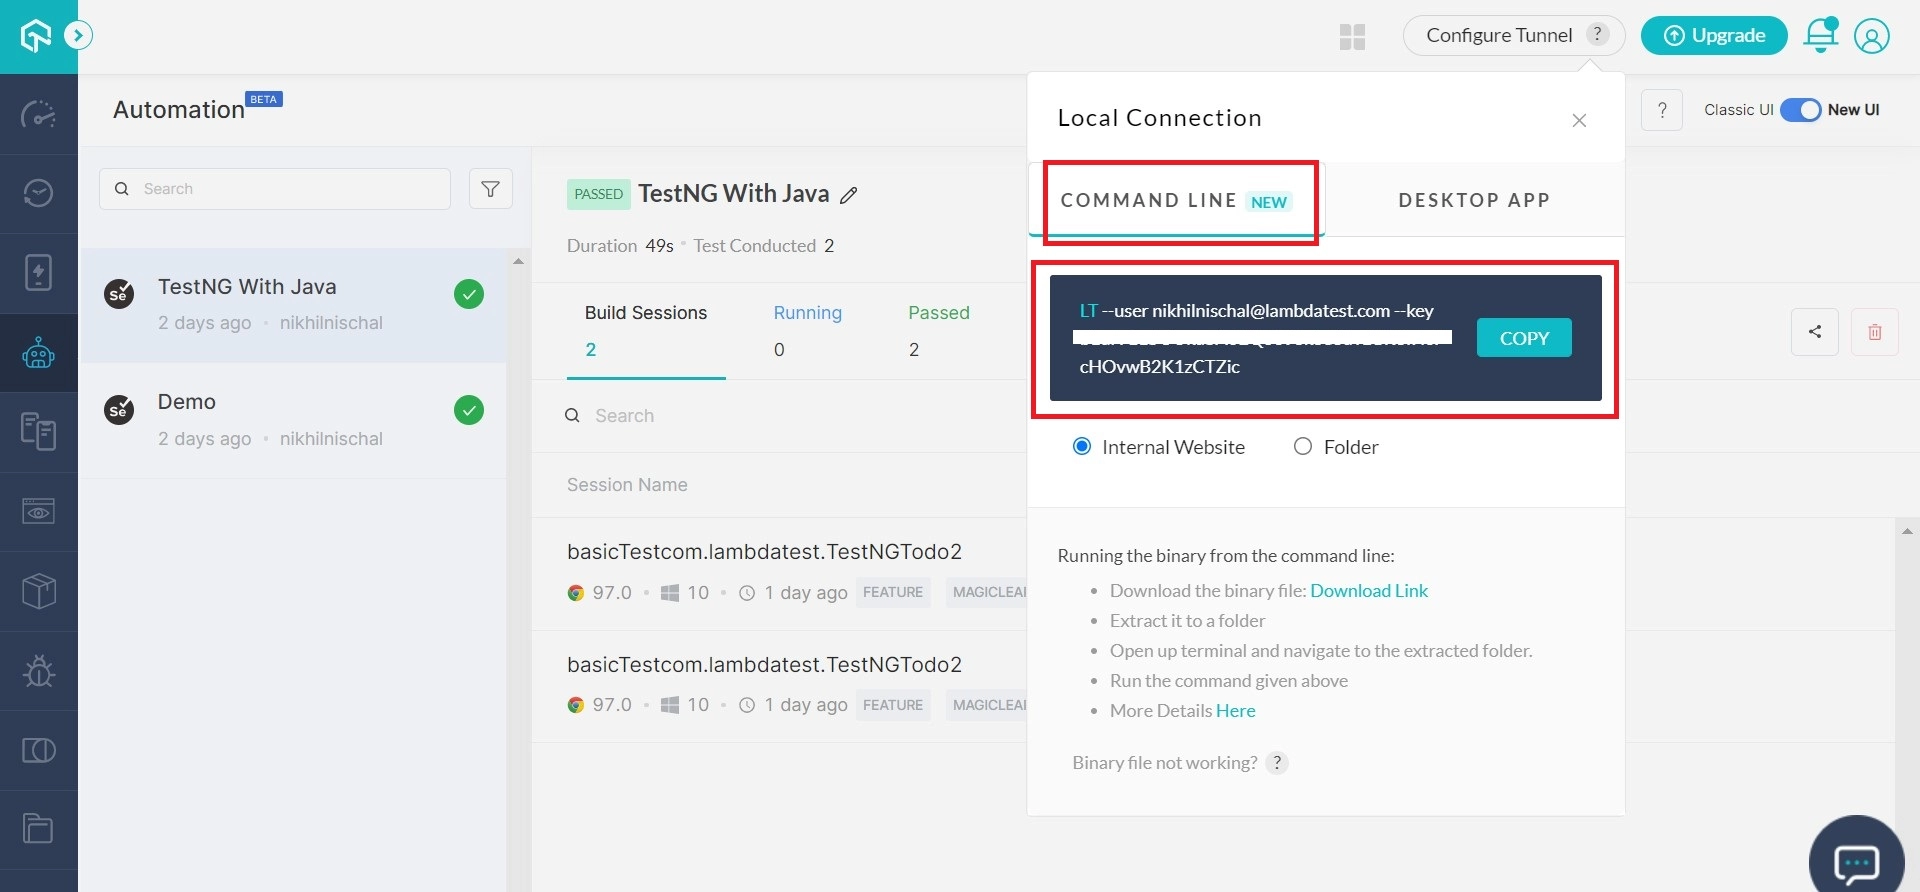 Configure Tunnel ?
Upgrade
Automation BETA
Local Connection
?
Classic UI New UI
Search
PASSED TestNG With Java
Duration 49s • Test Conducted 2
COMMAND LINE NEW
DESKTOP APP
TestNG With Java
2 days ago • nikhilnischal
Demo
2 days ago • nikhilnischal
Build Sessions
2
Running
0
Passed
2
LT --user nikhilnischal@lambdatest.com --key
cHOvwB2K1zCTZic
COPY
Search
Internal Website
Folder
Session Name
basicTestcom.lambdatest.TestNGTodo2
97.0 • 10 • 1 day ago FEATURE MAGICLEA
basicTestcom.lambdatest.TestNGTodo2
97.0 • 10 • 1 day ago FEATURE MAGICLEA
Running the binary from the command line:
• Download the binary file: Download Link
• Extract it to a folder
• Open up terminal and navigate to the extracted folder.
• Run the command given above
• More Details Here
Binary file not working? ?